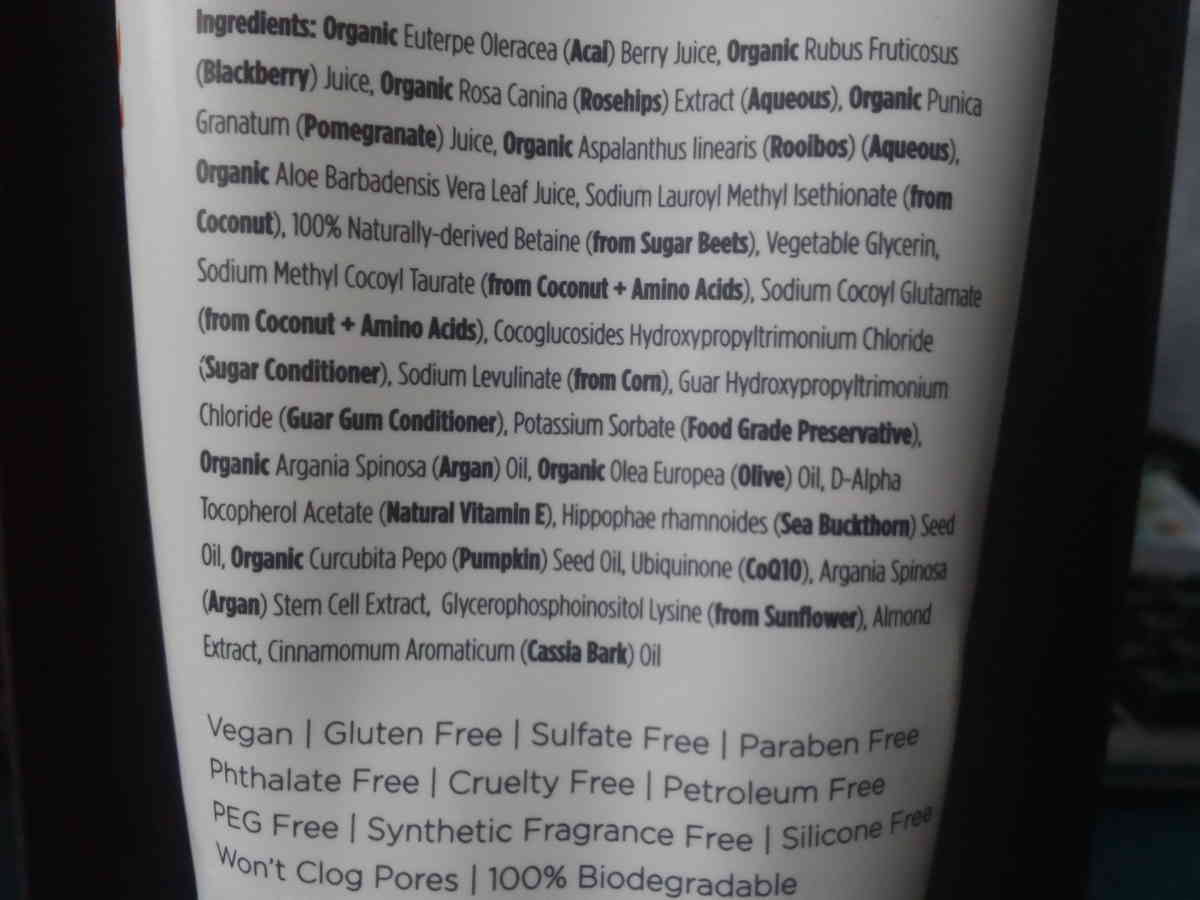 Ingredients: Organic Euterpe Oleracea (Acai) Berry Juice, Organic Rubus Fruticosus
(Blackberry) Juice, Organic Rosa Canina (Rosehips) Extract (Aqueous), Organic Punica
Granatum (Pomegranate) Juice, Organic Aspalanthus linearis (Rooibos) (Aqueous),
Organic Aloe Barbadensis Vera Leaf Juice, Sodium Lauroyl Methyl Isethionate (from
Coconut), 100% Naturally-derived Betaine (from Sugar Beets), Vegetable Glycerin,
Sodium Methyl Cocoyl Taurate (from Coconut + Amino Acids), Sodium Cocoyl Glutamate
(from Coconut + Amino Acids), Cocoglucosides Hydroxypropyltrimonium Chloride
(Sugar Conditioner), Sodium Levulinate (from Corn), Guar Hydroxypropyltrimonium
Chloride (Guar Gum Conditioner), Potassium Sorbate (Food Grade Preservative),
Organic Argania Spinosa (Argan) Oil, Organic Olea Europea (Olive) Oil, D-Alpha
Tocopherol Acetate (Natural Vitamin E), Hippophae rhamnoides (Sea Buckthorn) Seed
Oil, Organic Curcubita Pepo (Pumpkin) Seed Oil, Ubiquinone (CoQ10), Argania Spinosa
(Argan) Stem Cell Extract, Glycerophosphoinositol Lysine (from Sunflower), Almond
Extract, Cinnamomum Aromaticum (Cassia Bark) Oil
Vegan | Gluten Free | Sulfate Free | Paraben Free
Phthalate Free | Cruelty Free | Petroleum Free
PEG Free | Synthetic Fragrance Free | Silicone Free
Won't Clog Pores | 100% Biodegradable